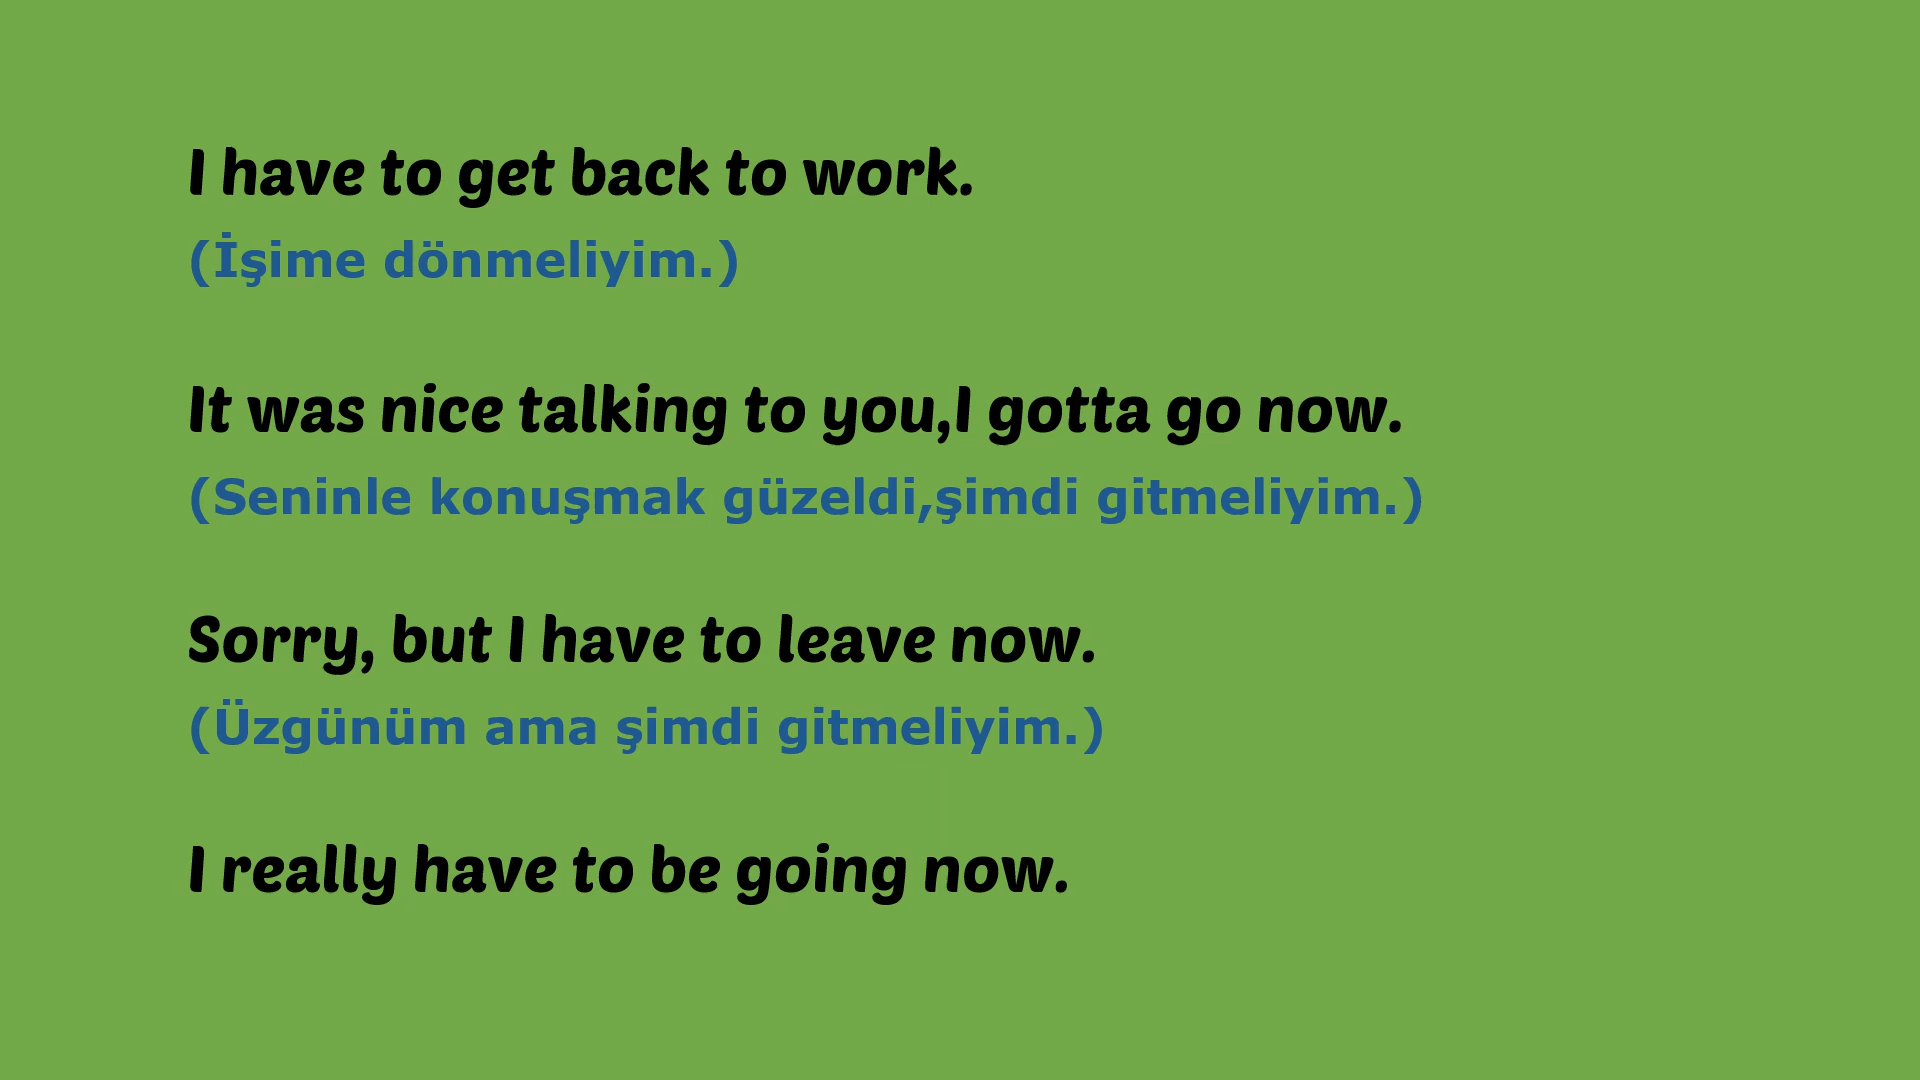 I have to get back to work.
(İşime dönmeliyim.)
It was nice talking to you,I gotta go now.
(Seninle konuşmak güzeldi,şimdi gitmeliyim.)
Sorry, but I have to leave now.
(Üzgünüm ama şimdi gitmeliyim.)
I really have to be going now.